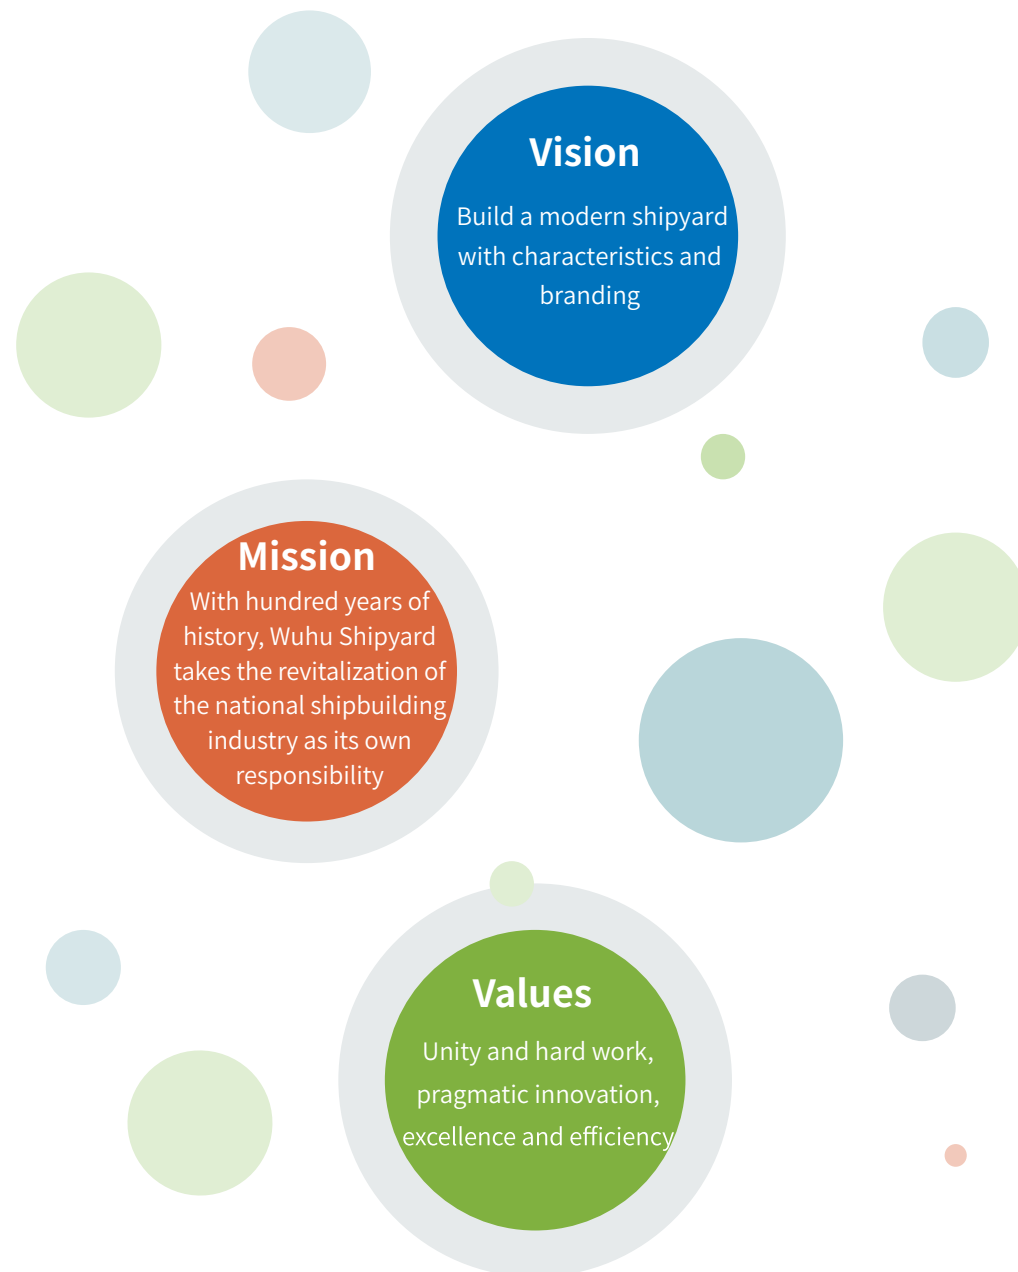 Vision
Build a modern shipyard
with characteristics and
branding
Mission
With hundred years of
history, Wuhu Shipyard
takes the revitalization of
the national shipbuilding
industry as its own
responsibility
Values
Unity and hard work,
pragmatic innovation,
excellence and efficiency